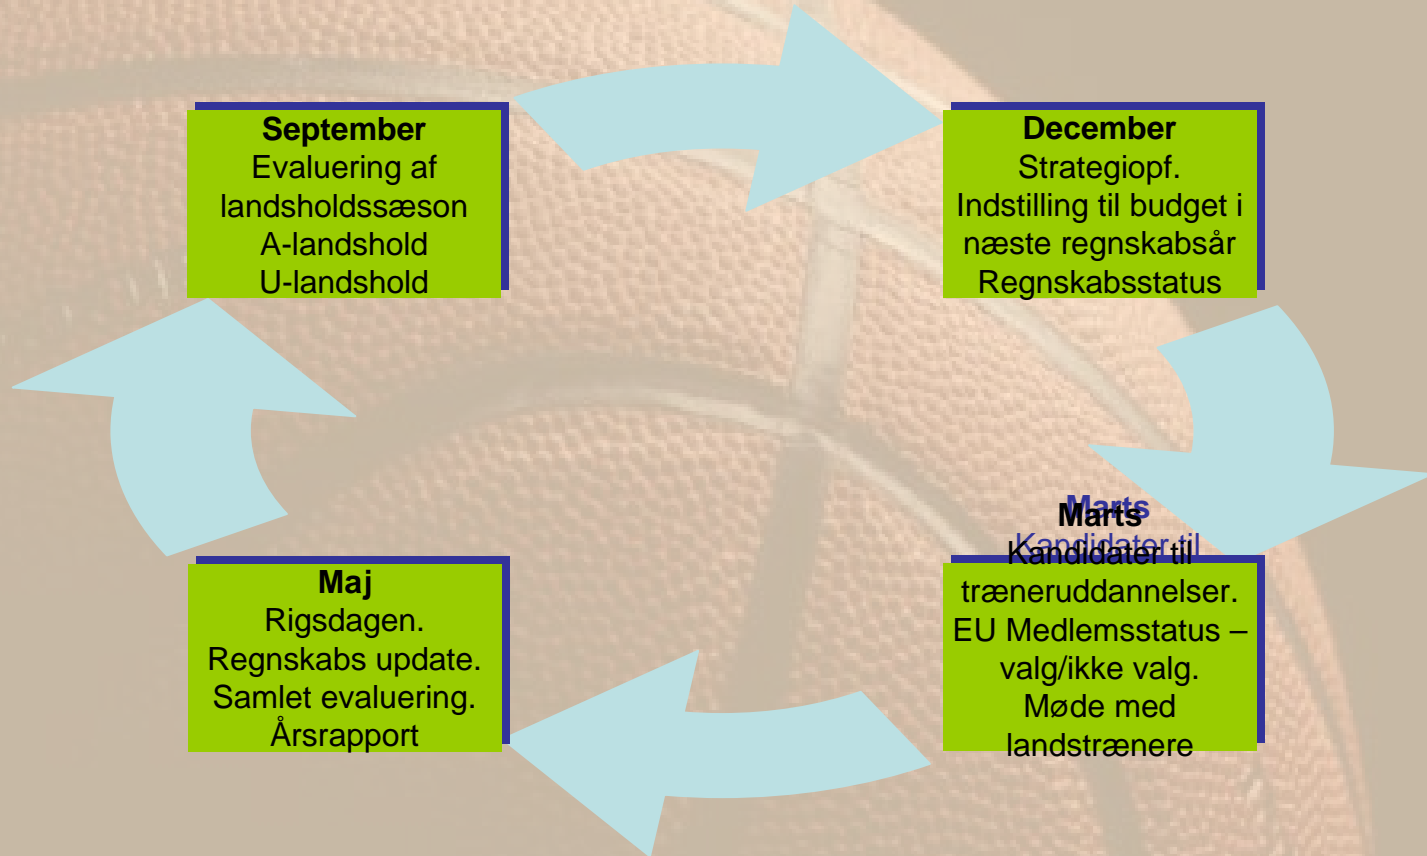 September
Evaluering af
landsholdssæson
A-landshold
U-landshold
December
Strategiopf.
Indstilling til budget i
næste regnskabsår
Regnskabsstatus
Maj
Rigsdagen.
Regnskabs update.
Samlet evaluering.
Årsrapport
Marts
Kandidater til
træneruddannelser.
EU Medlemsstatus –
valg/ikke valg.
Møde med
landstrænere